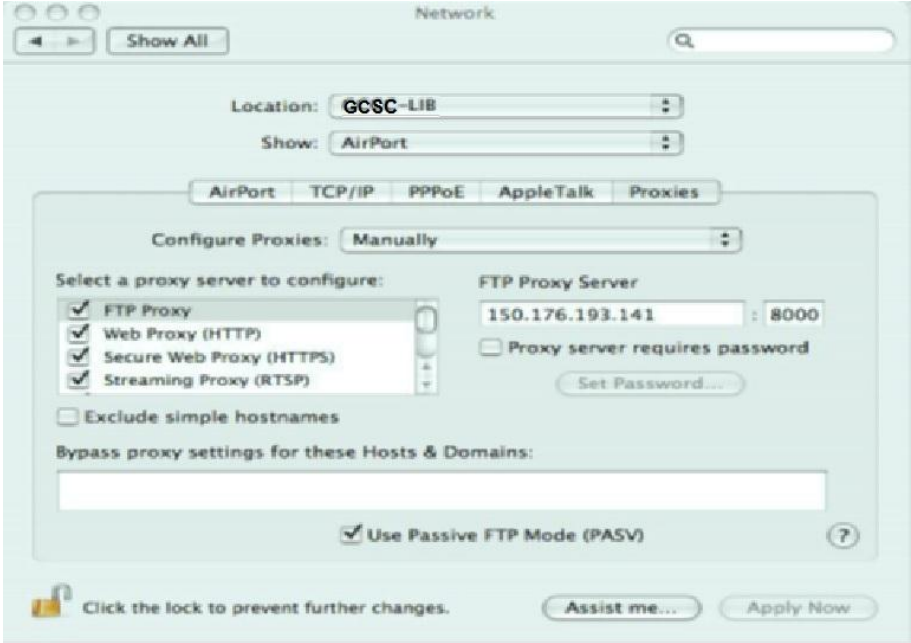 Network
Show All
Location: GCSC-LIB
Show: AirPort
AirPort TCP/IP PPPoE AppleTalk Proxies
Configure Proxies: Manually
Select a proxy server to configure:
FTP Proxy
Web Proxy (HTTP)
Secure Web Proxy (HTTPS)
Streaming Proxy (RTSP)
FTP Proxy Server
150.176.193.141 : 8000
Proxy server requires password
Set Password...
Exclude simple hostnames
Bypass proxy settings for these Hosts & Domains:
Use Passive FTP Mode (PASV)
?
Click the lock to prevent further changes.
Assist me... Apply Now